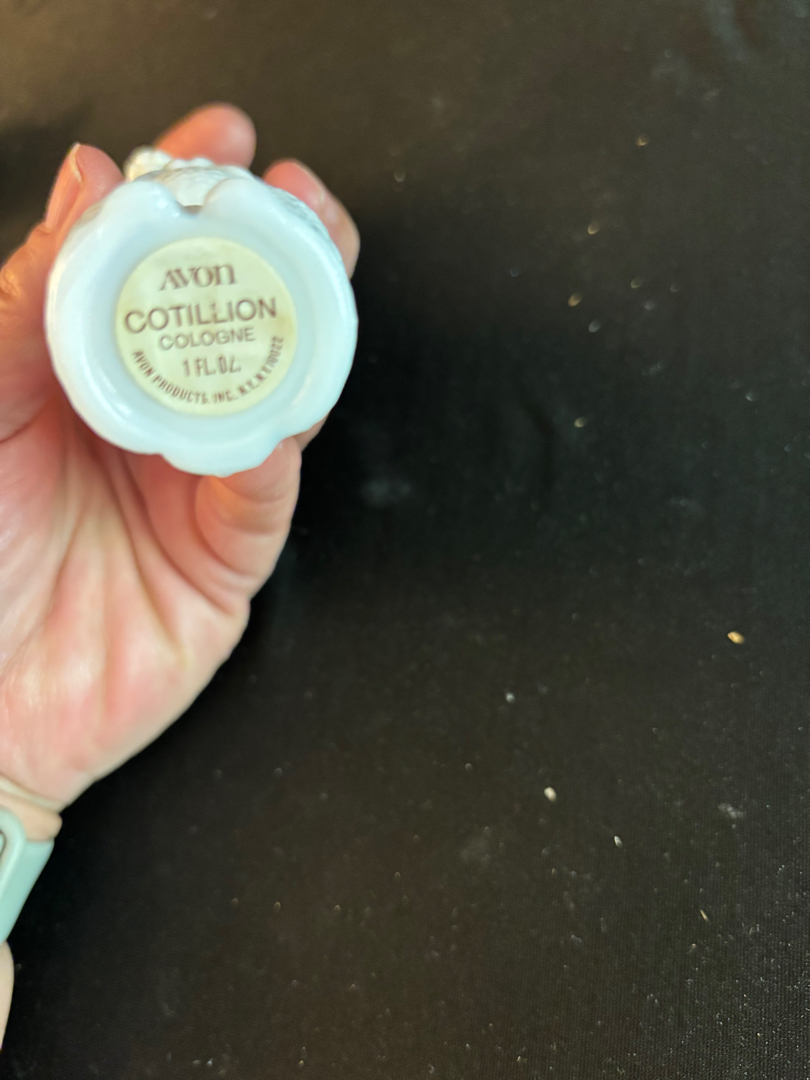 AVON
COTILLION
COLOGNE
1 FL. OZ.
AVON PRODUCTS, INC. N.Y., N.Y. 10022